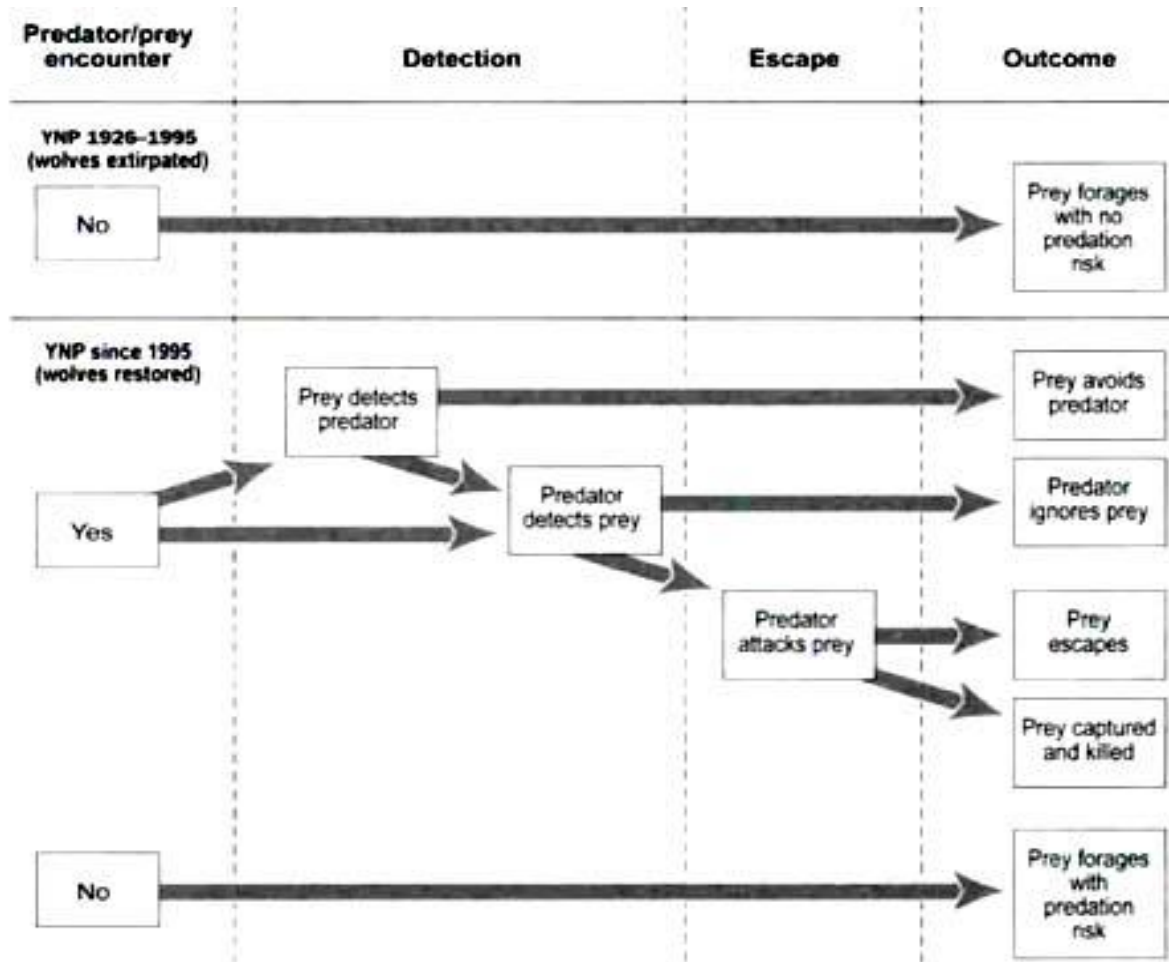 Predator/prey
encounter
Detection
Escape
Outcome
YNP 1926–1995
(wolves extirpated)
No
Prey forages
with no
predation
risk
YNP since 1995
(wolves restored)
Prey detects
predator
Prey avoids
predator
Yes
Predator
detects prey
Predator
ignores prey
Predator
attacks prey
Prey
escapes
Prey captured
and killed
No
Prey forages
with
predation
risk